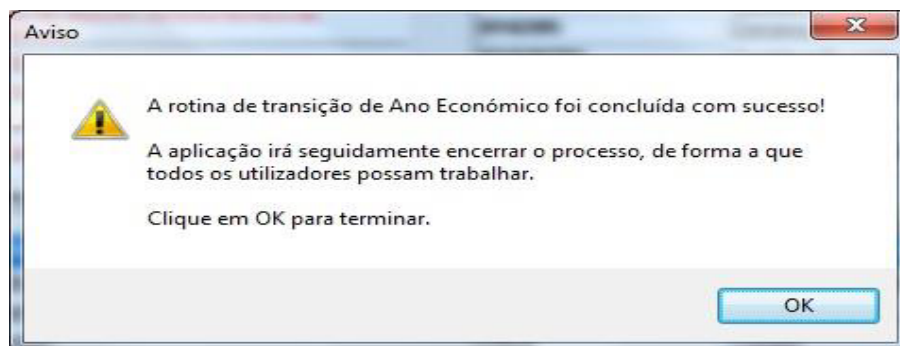 Aviso
A rotina de transição de Ano Económico foi concluída com sucesso!
A aplicação irá seguidamente encerrar o processo, de forma a que
todos os utilizadores possam trabalhar.
Clique em OK para terminar.
OK